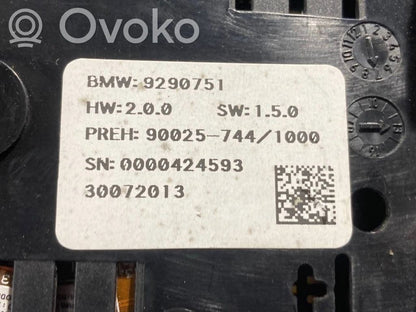 Ovoko
BMW: 9290751
HW: 2.0.0 SW: 1.5.0
PREH: 90025-744/1000
SN: 0000424593
30072013